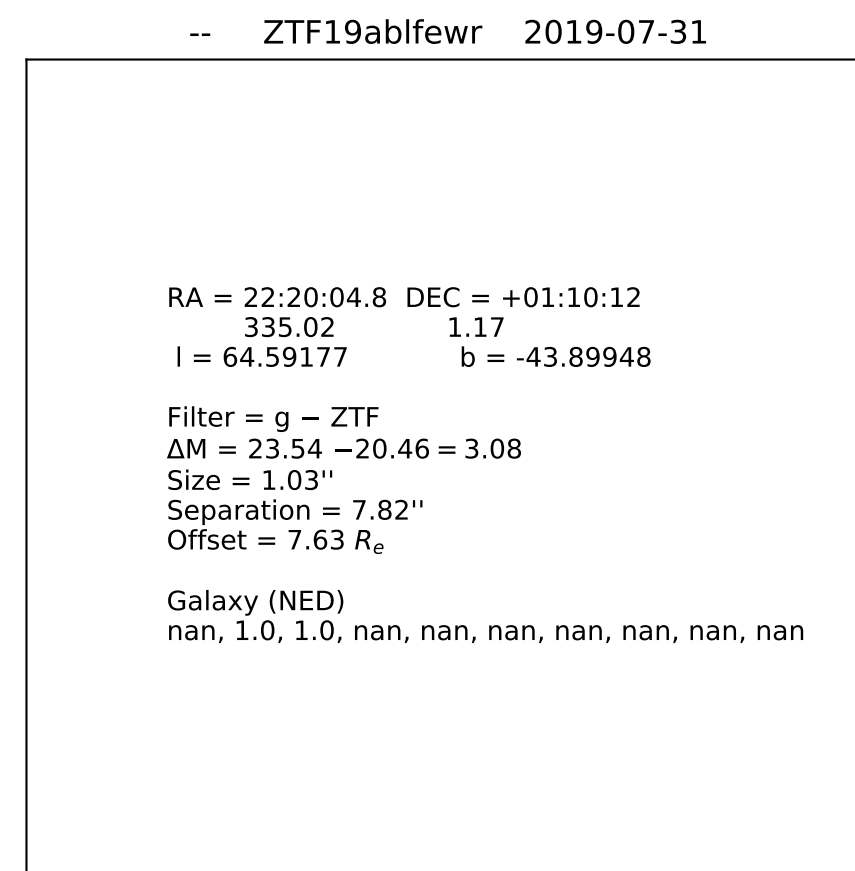 -- ZTF19ablfewr 2019-07-31
RA = 22:20:04.8 DEC = +01:10:12
335.02 1.17
l = 64.59177 b = -43.89948
Filter = g − ZTF
ΔM = 23.54 −20.46 = 3.08
Size = 1.03''
Separation = 7.82''
Offset = 7.63 Re
Galaxy (NED)
nan, 1.0, 1.0, nan, nan, nan, nan, nan, nan, nan